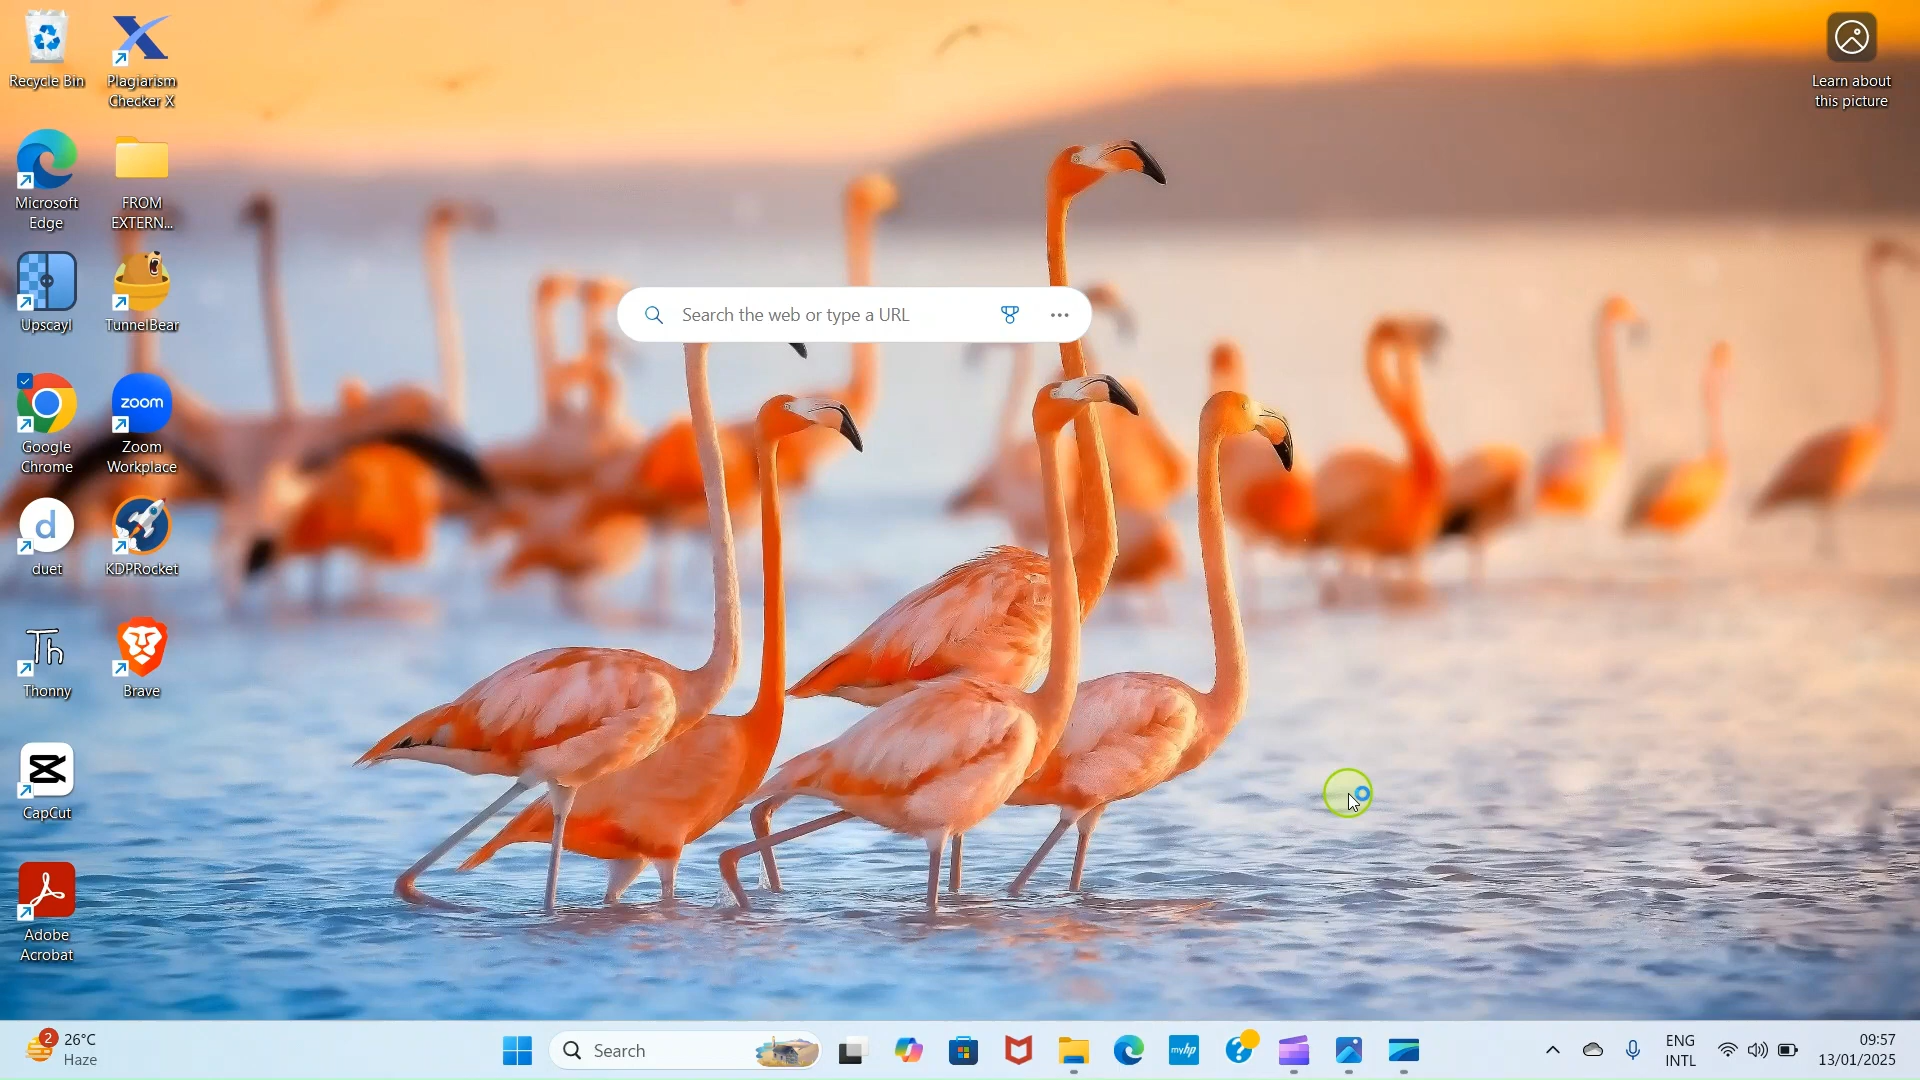 Recycle Bin
Plagiarism
Checker X
Learn about
this picture
Microsoft
Edge
FROM
EXTERN...
Upscayl
TunnelBear
Search the web or type a URL
Google
Chrome
zoom
Zoom
Workplace
d
duet
KDPRocket
Th
Thonny
Brave
CapCut
Adobe
Acrobat
2
26°C
Haze
Search
myhp
?
ENG
INTL
09:57
13/01/2025